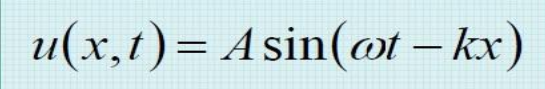 u(x,t) = A sin(ωt − kx)